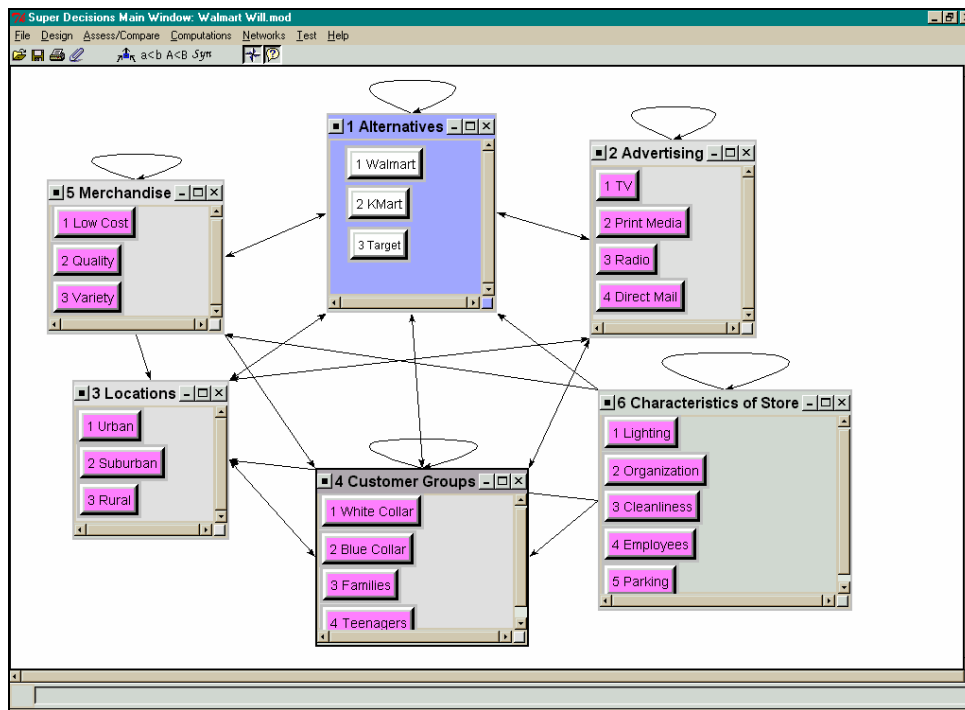 Super Decisions Main Window: Walmart Will.mod
File Design Assess/Compare Computations Networks Test Help
a<b A<B Syn
1 Alternatives
1 Walmart
2 KMart
3 Target
2 Advertising
1 TV
2 Print Media
3 Radio
4 Direct Mail
5 Merchandise
1 Low Cost
2 Quality
3 Variety
3 Locations
1 Urban
2 Suburban
3 Rural
4 Customer Groups
1 White Collar
2 Blue Collar
3 Families
4 Teenagers
6 Characteristics of Store
1 Lighting
2 Organization
3 Cleanliness
4 Employees
5 Parking